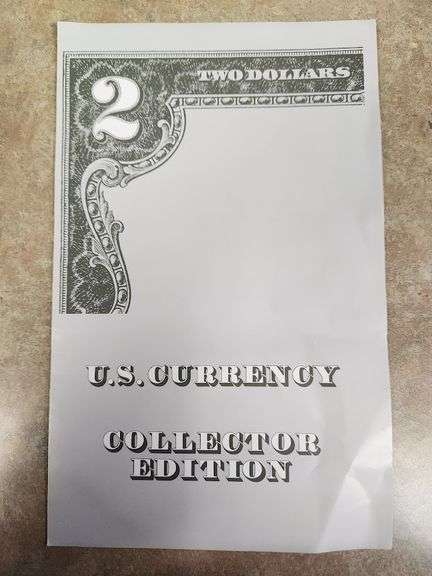 2
TWO DOLLARS
U.S. CURRENCY
COLLECTOR
EDITION